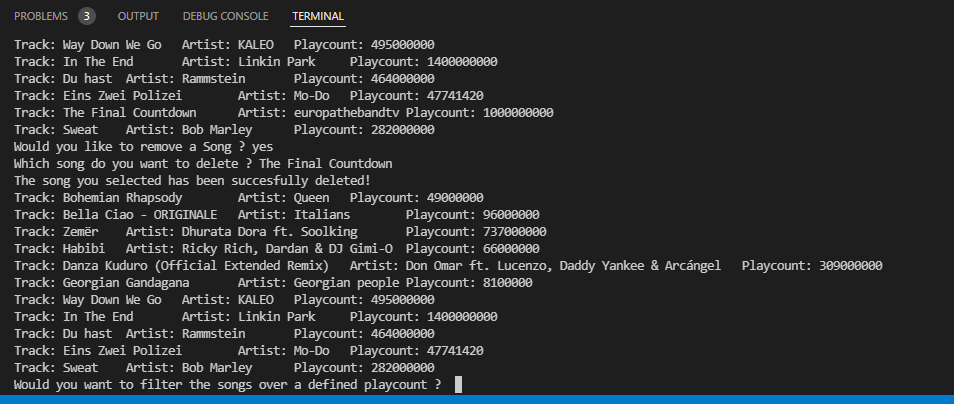 PROBLEMS 3 OUTPUT DEBUG CONSOLE TERMINAL
Track: Way Down We Go Artist: KALEO Playcount: 495000000
Track: In The End Artist: Linkin Park Playcount: 1400000000
Track: Du hast Artist: Rammstein Playcount: 464000000
Track: Eins Zwei Polizei Artist: Mo-Do Playcount: 47741420
Track: The Final Countdown Artist: europathebandtv Playcount: 1000000000
Track: Sweat Artist: Bob Marley Playcount: 282000000
Would you like to remove a Song ? yes
Which song do you want to delete ? The Final Countdown
The song you selected has been succesfully deleted!
Track: Bohemian Rhapsody Artist: Queen Playcount: 49000000
Track: Bella Ciao - ORIGINALE Artist: Italians Playcount: 96000000
Track: Zemër Artist: Dhurata Dora ft. Soolking Playcount: 737000000
Track: Habibi Artist: Ricky Rich, Dardan & DJ Gimi-O Playcount: 66000000
Track: Danza Kuduro (Official Extended Remix) Artist: Don Omar ft. Lucenzo, Daddy Yankee & Arcángel Playcount: 309000000
Track: Georgian Gandagana Artist: Georgian people Playcount: 8100000
Track: Way Down We Go Artist: KALEO Playcount: 495000000
Track: In The End Artist: Linkin Park Playcount: 1400000000
Track: Du hast Artist: Rammstein Playcount: 464000000
Track: Eins Zwei Polizei Artist: Mo-Do Playcount: 47741420
Track: Sweat Artist: Bob Marley Playcount: 282000000
Would you want to filter the songs over a defined playcount ?